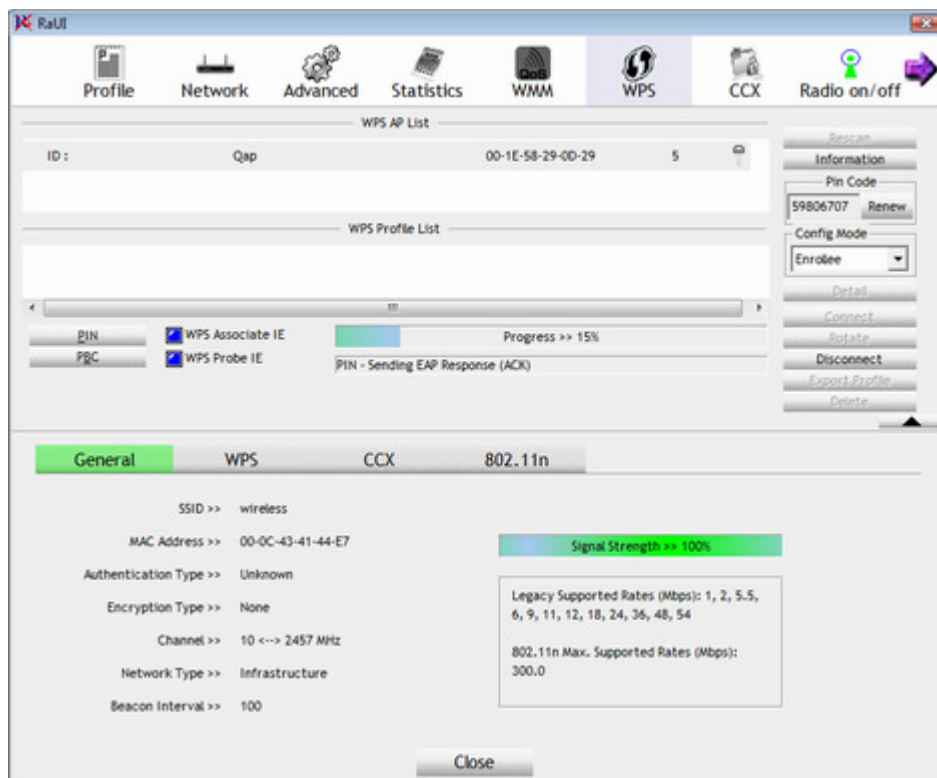 RaUI
Profile Network Advanced Statistics QoS WMM WPS CCX Radio on/off
WPS AP List
ID : Qap 00-1E-58-29-0D-29 5
Rescan
Information
Pin Code
59806707 Renew
WPS Profile List
Config Mode
Enrollee
Detail
Connect
PIN WPS Associate IE Progress >> 15% Rotate
PBC WPS Probe IE PIN - Sending EAP Response (ACK) Disconnect
Export Profile
Delete
General WPS CCX 802.11n
SSID >> wireless
MAC Address >> 00-0C-43-41-44-E7
Signal Strength >> 100%
Authentication Type >> Unknown
Encryption Type >> None
Legacy Supported Rates (Mbps): 1, 2, 5.5,
6, 9, 11, 12, 18, 24, 36, 48, 54
Channel >> 10 <--> 2457 MHz
802.11n Max. Supported Rates (Mbps):
300.0
Network Type >> Infrastructure
Beacon Interval >> 100
Close